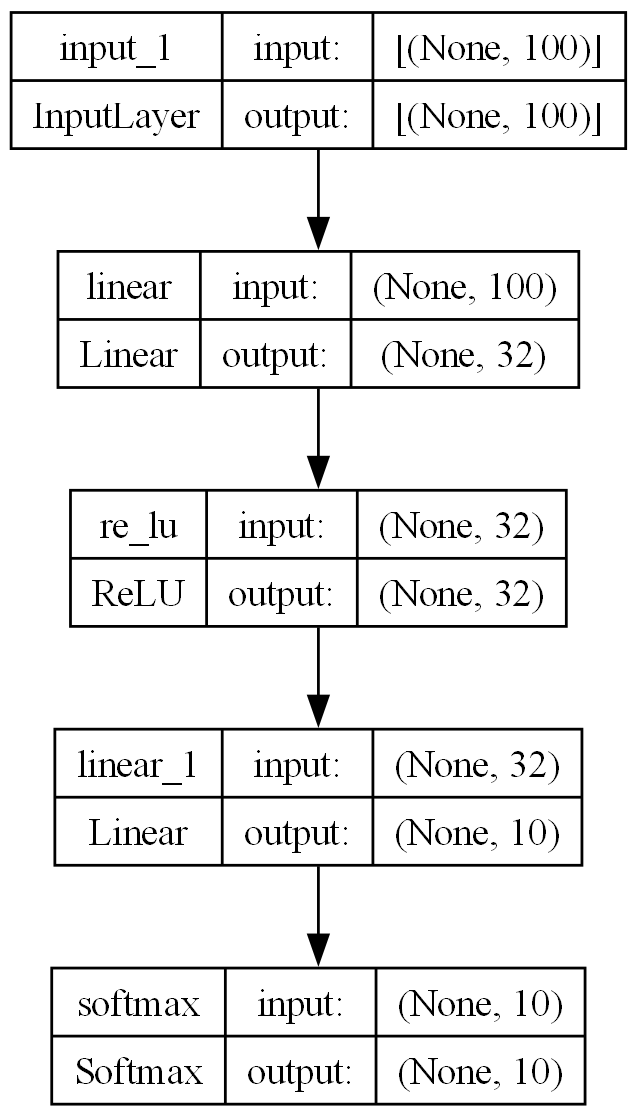 input_1 input: [(None, 100)]
InputLayer output: [(None, 100)]
linear input: (None, 100)
Linear output: (None, 32)
re_lu input: (None, 32)
ReLU output: (None, 32)
linear_1 input: (None, 32)
Linear output: (None, 10)
softmax input: (None, 10)
Softmax output: (None, 10)